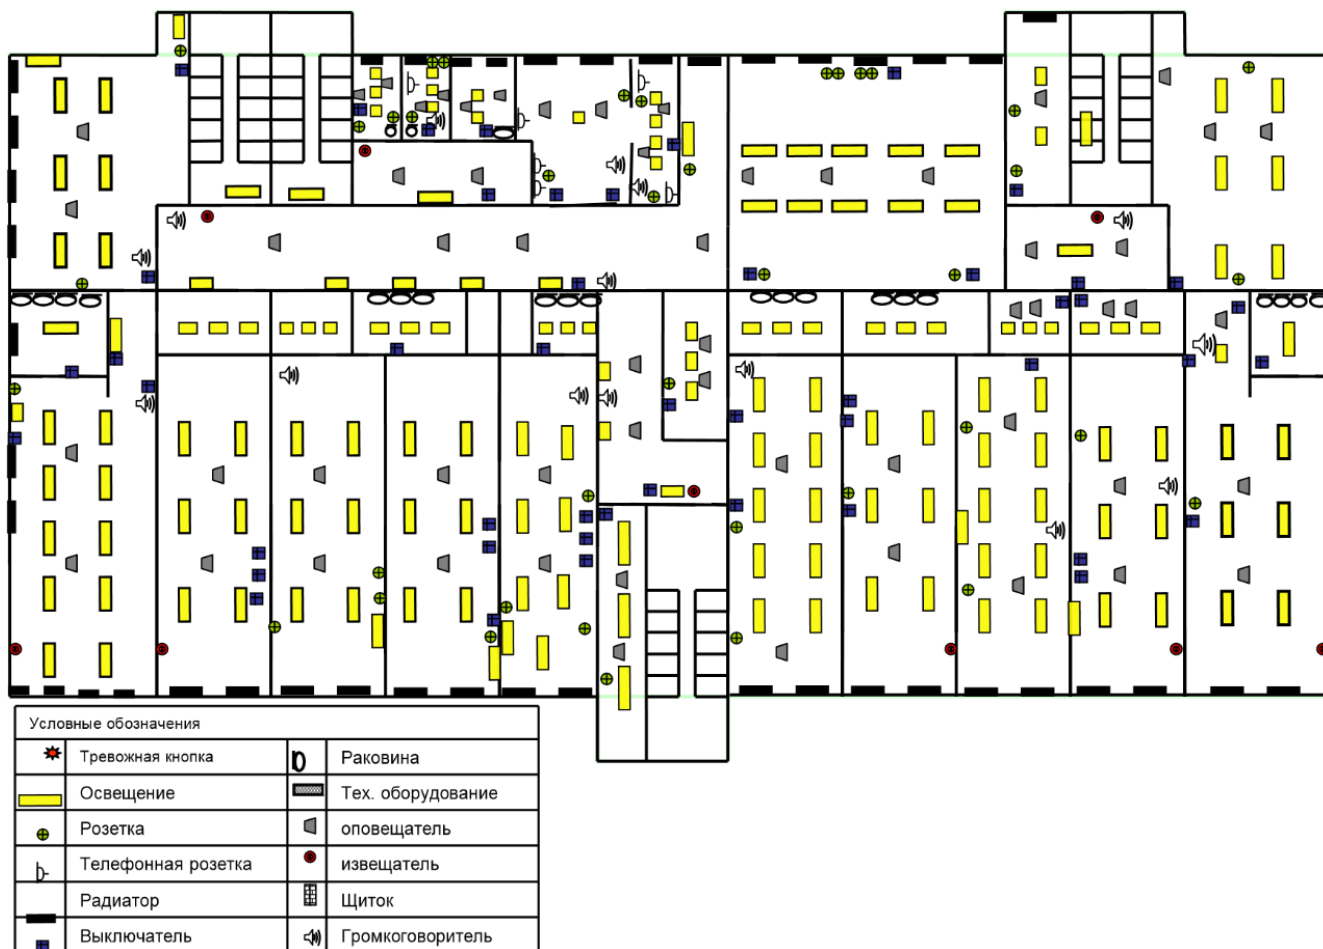 Условные обозначения
Тревожная кнопка
Раковина
Освещение
Тех. оборудование
Розетка
оповещатель
Телефонная розетка
извещатель
Радиатор
Щиток
Выключатель
Громкоговоритель